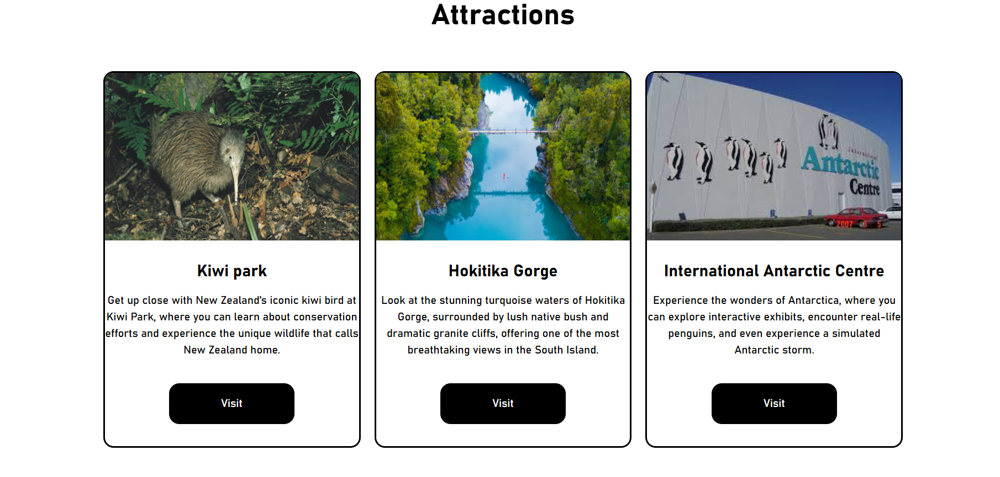 Attractions
International
Antarctic
Centre
2007 5
Kiwi park
Get up close with New Zealand's iconic kiwi bird at
Kiwi Park, where you can learn about conservation
efforts and experience the unique wildlife that calls
New Zealand home.
Visit
Hokitika Gorge
Look at the stunning turquoise waters of Hokitika
Gorge, surrounded by lush native bush and
dramatic granite cliffs, offering one of the most
breathtaking views in the South Island.
Visit
International Antarctic Centre
Experience the wonders of Antarctica, where you
can explore interactive exhibits, encounter real-life
penguins, and even experience a simulated
Antarctic storm.
Visit